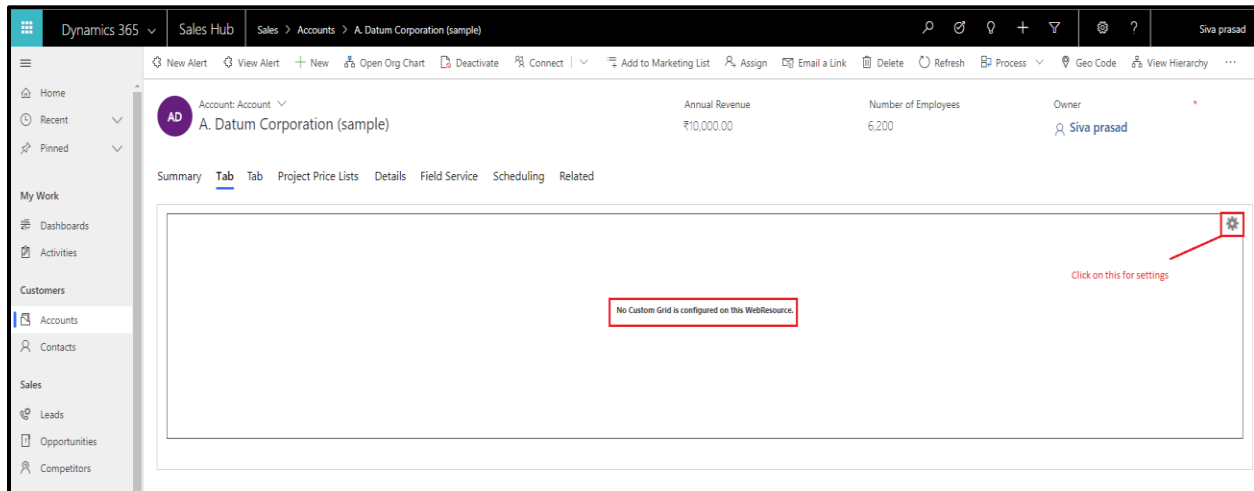 Dynamics 365 Sales Hub Sales > Accounts > A. Datum Corporation (sample) Siva prasad
New Alert View Alert New Open Org Chart Deactivate Connect Add to Marketing List Assign Email a Link Delete Refresh Process Geo Code View Hierarchy ...
Home
Recent
Pinned
My Work
Dashboards
Activities
Customers
Accounts
Contacts
Sales
Leads
Opportunities
Competitors
AD
Account: Account
A. Datum Corporation (sample)
Annual Revenue
₹10,000.00
Number of Employees
6,200
Owner *
Siva prasad
Summary Tab Tab Project Price Lists Details Field Service Scheduling Related
Click on this for settings
No Custom Grid is configured on this WebResource.